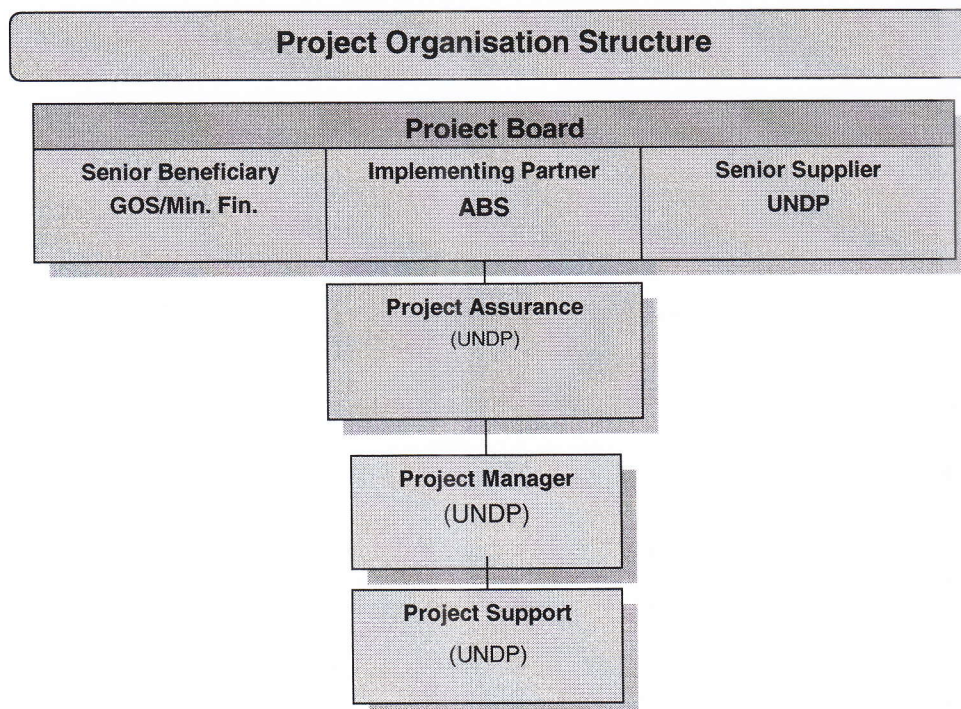 Project Organisation Structure
Project Board
Senior Beneficiary
GOS/Min. Fin.
Implementing Partner
ABS
Senior Supplier
UNDP
Project Assurance
(UNDP)
Project Manager
(UNDP)
Project Support
(UNDP)